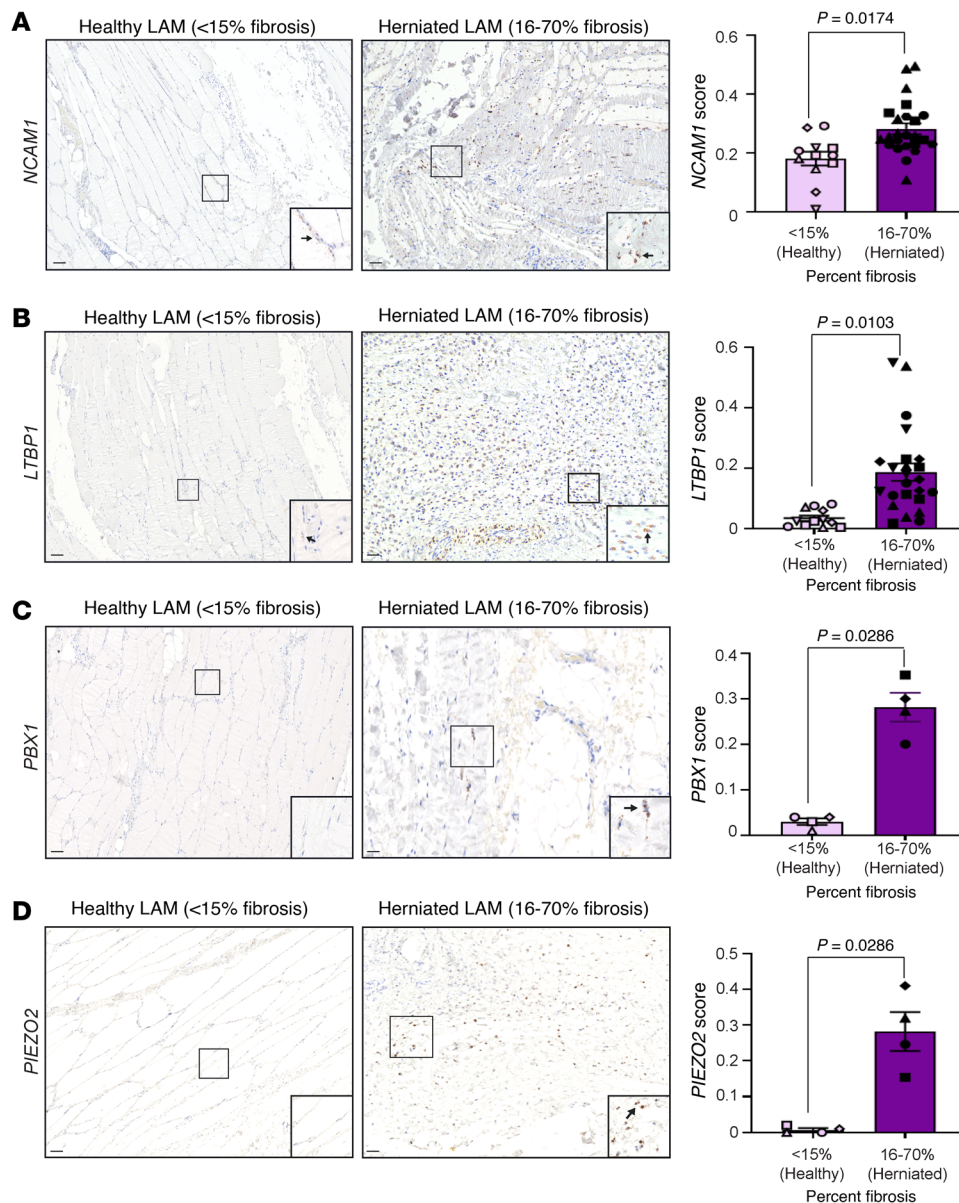 A
Healthy LAM (<15% fibrosis)
Herniated LAM (16-70% fibrosis)
NCAM1
P = 0.0174
NCAM1 score
0.6
0.4
0.2
0
<15%
(Healthy)
16-70%
(Herniated)
Percent fibrosis
B
Healthy LAM (<15% fibrosis)
Herniated LAM (16-70% fibrosis)
LTBP1
P = 0.0103
LTBP1 score
0.6
0.4
0.2
0
<15%
(Healthy)
16-70%
(Herniated)
Percent fibrosis
C
Healthy LAM (<15% fibrosis)
Herniated LAM (16-70% fibrosis)
PBX1
P = 0.0286
PBX1 score
0.4
0.3
0.2
0.1
0
<15%
(Healthy)
16-70%
(Herniated)
Percent fibrosis
D
Healthy LAM (<15% fibrosis)
Herniated LAM (16-70% fibrosis)
PIEZO2
P = 0.0286
PIEZO2 score
0.5
0.4
0.3
0.2
0.1
0
<15%
(Healthy)
16-70%
(Herniated)
Percent fibrosis